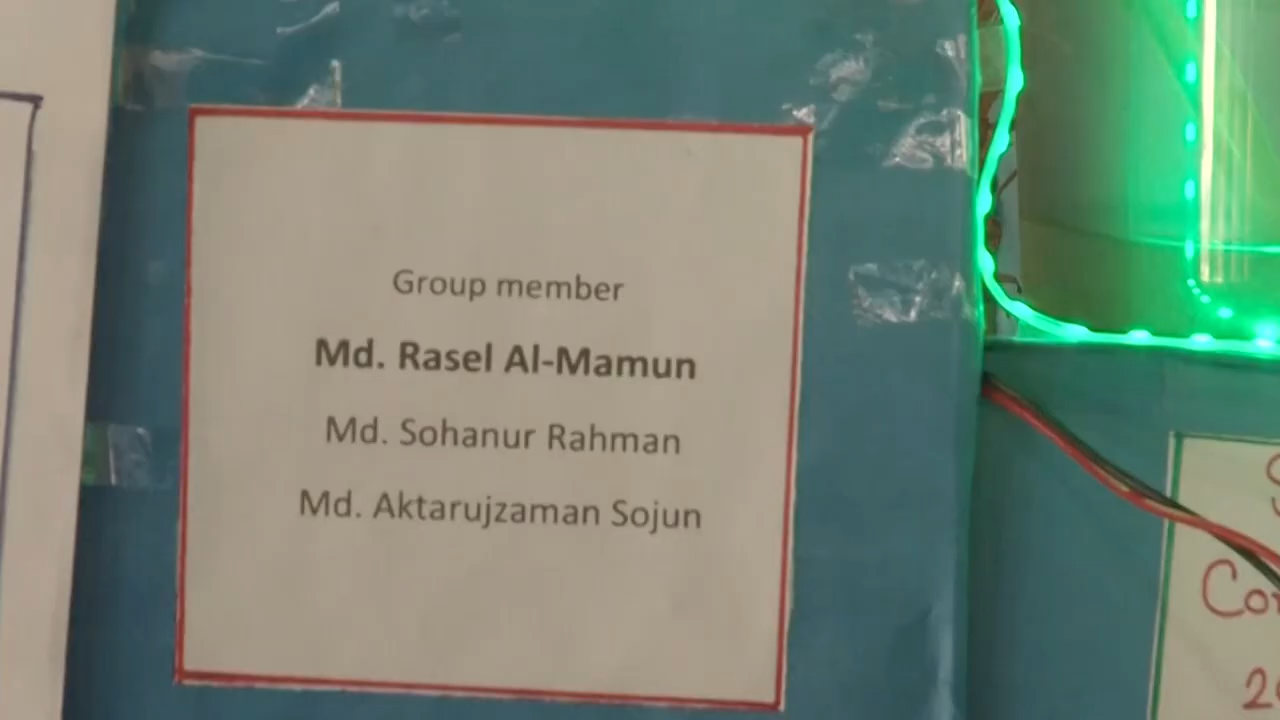 Group member
Md. Rasel Al-Mamun
Md. Sohanur Rahman
Md. Aktarujzaman Sojun